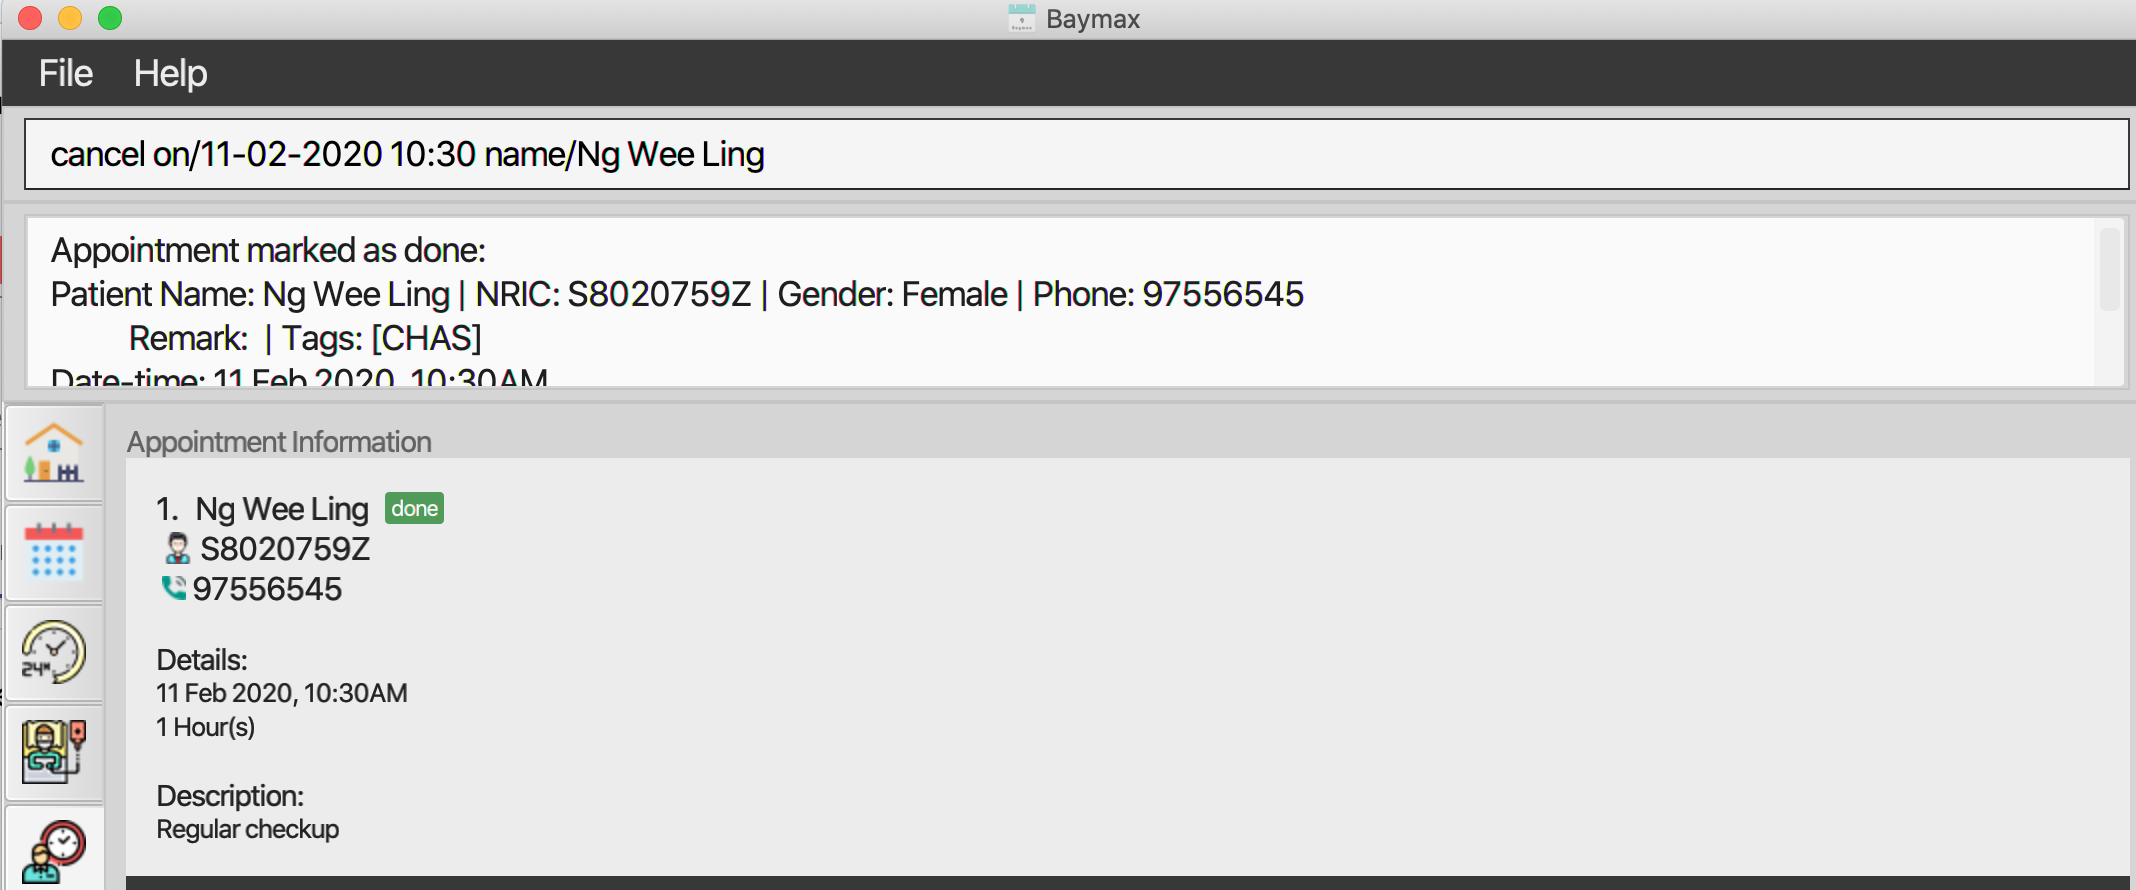 Baymax
File Help
cancel on/11-02-2020 10:30 name/Ng Wee Ling
Appointment marked as done:
Patient Name: Ng Wee Ling | NRIC: S8020759Z | Gender: Female | Phone: 97556545
Remark: | Tags: [CHAS]
Date-time: 11 Feb 2020, 10:30AM
Appointment Information
1. Ng Wee Ling done
S8020759Z
97556545
Details:
11 Feb 2020, 10:30AM
1 Hour(s)
Description:
Regular checkup
24H